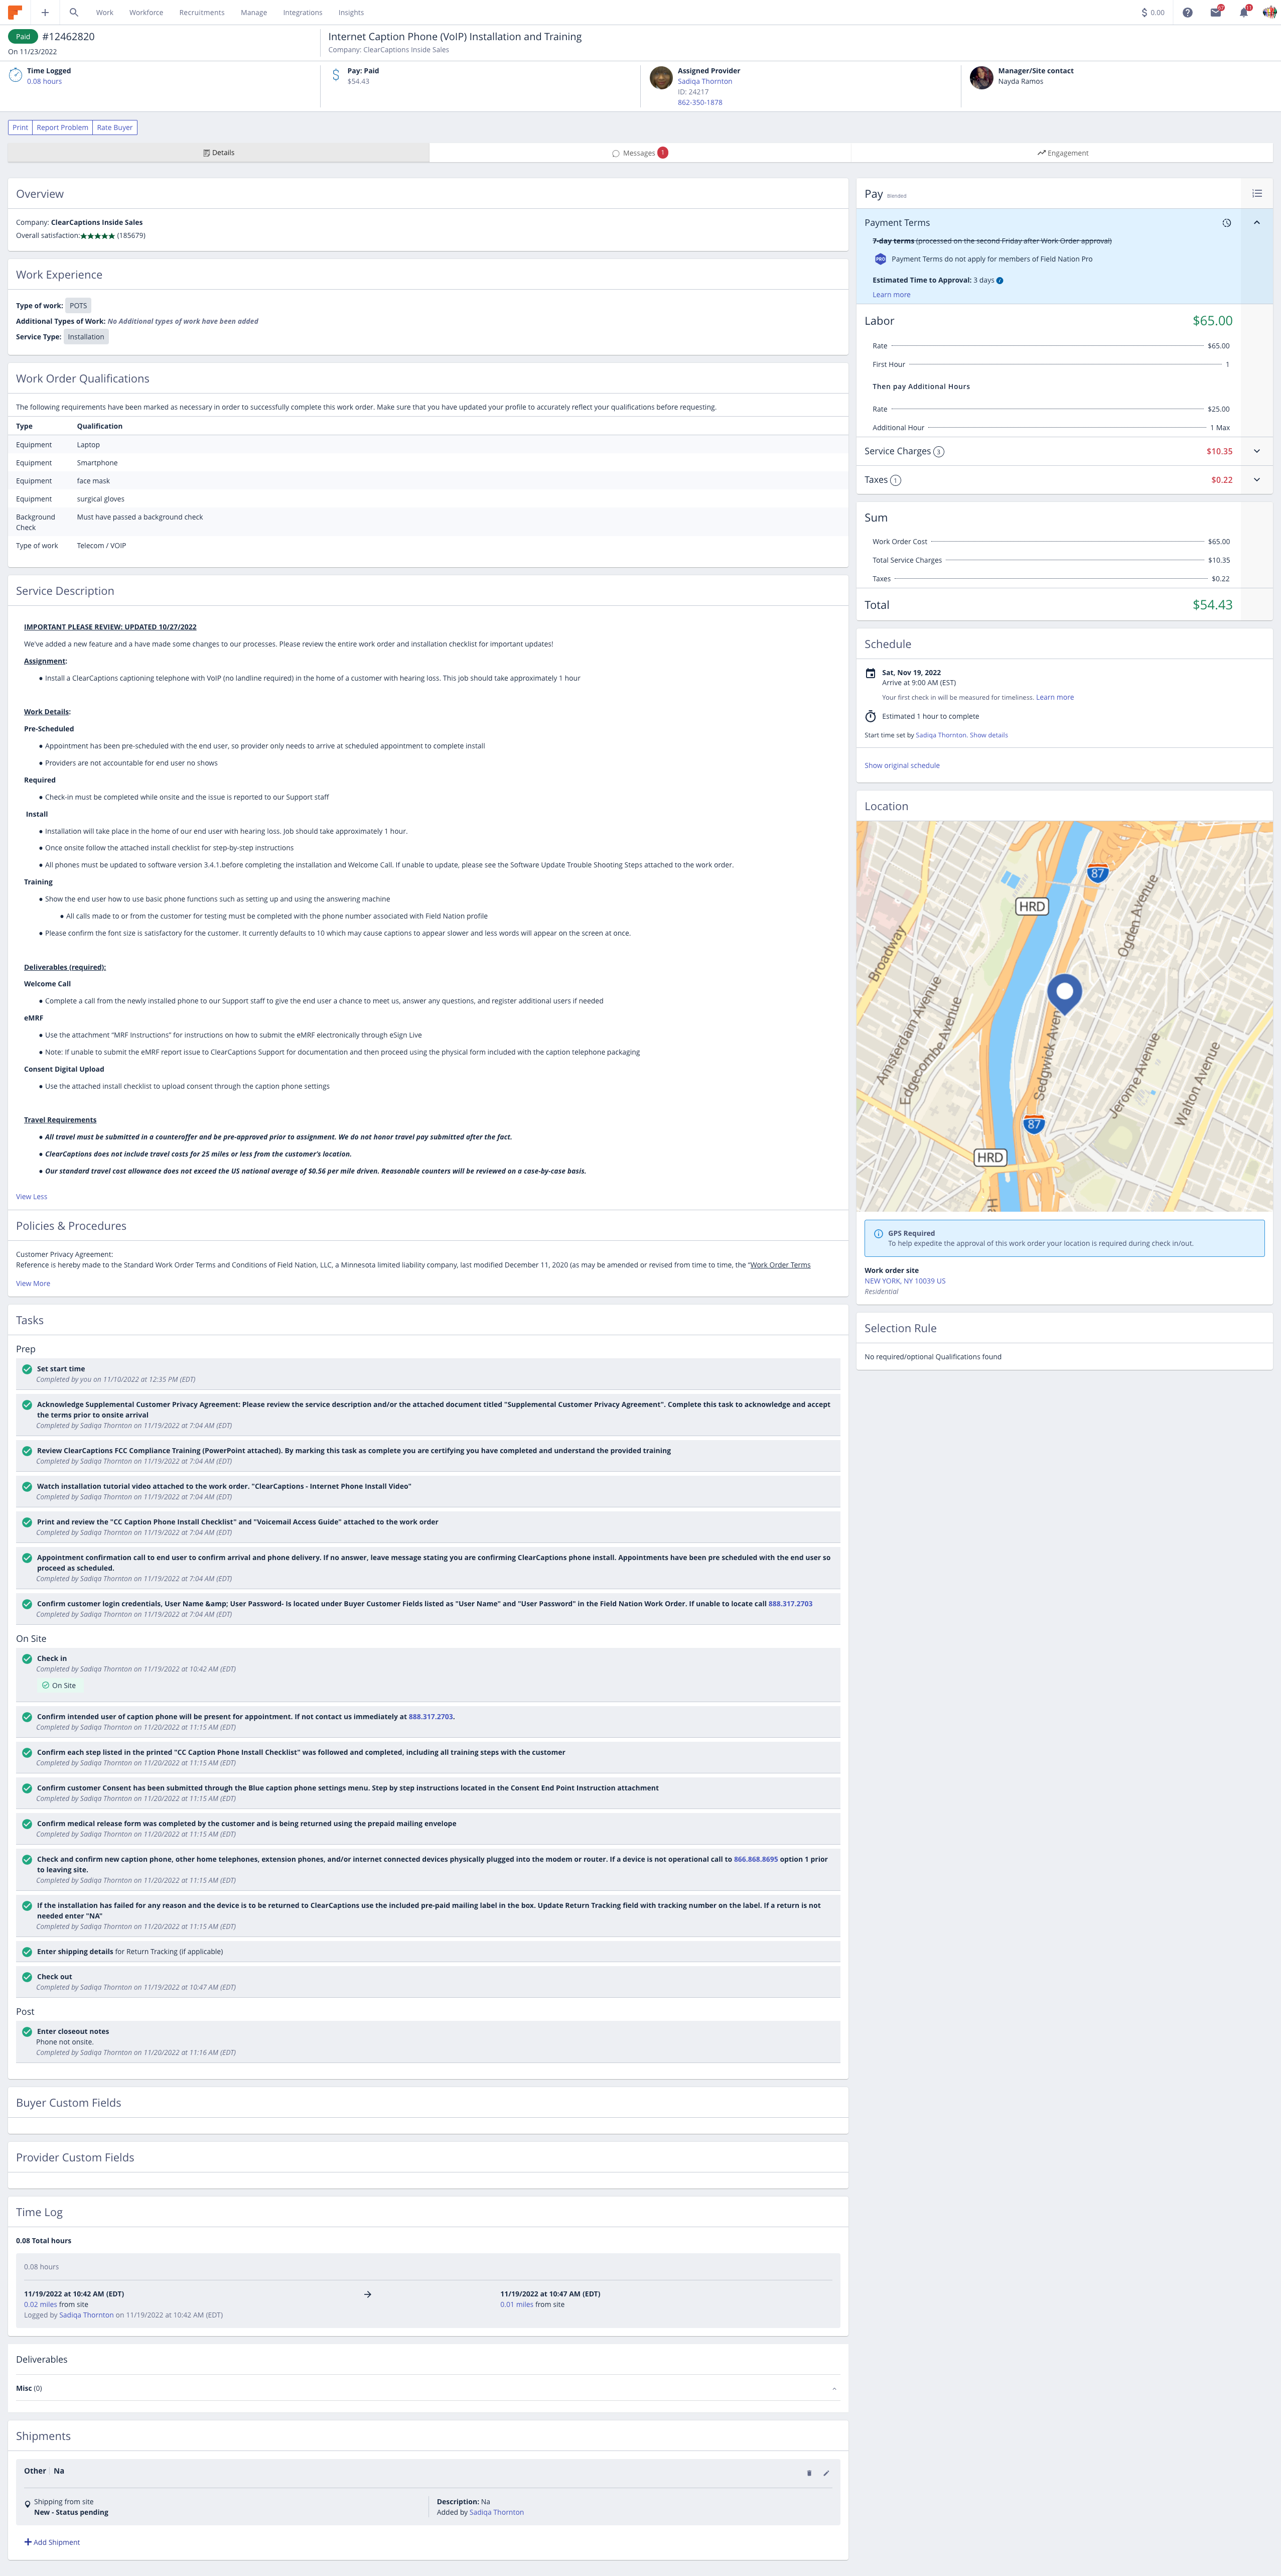 Work Workforce Recruitments Manage Integrations Insights 0.00 11
Paid #12462820
On 11/23/2022
Internet Caption Phone (VoIP) Installation and Training
Company: ClearCaptions Inside Sales
Time Logged
0.08 hours
Pay: Paid
$54.43
Assigned Provider
Sadiqa Thornton
ID: 24217
862-350-1878
Manager/Site contact
Nayda Ramos
Print Report Problem Rate Buyer
Details Messages 1 Engagement
Overview
Company: ClearCaptions Inside Sales
Overall satisfaction: ★★★★★ (185679)
Work Experience
Type of work: POTS
Additional Types of Work: No Additional types of work have been added
Service Type: Installation
Work Order Qualifications
The following requirements have been marked as necessary in order to successfully complete this work order. Make sure that you have updated your profile to accurately reflect your qualifications before requesting.
Type Qualification
Equipment Laptop
Equipment Smartphone
Equipment face mask
Equipment surgical gloves
Background Check Must have passed a background check
Type of work Telecom / VOIP
Service Description
IMPORTANT PLEASE REVIEW: UPDATED 10/27/2022
We've added a new feature and a have made some changes to our processes. Please review the entire work order and installation checklist for important updates!
Assignment:
• Install a ClearCaptions captioning telephone with VoIP (no landline required) in the home of a customer with hearing loss. This job should take approximately 1 hour
Work Details:
Pre-Scheduled
• Appointment has been pre-scheduled with the end user, so provider only needs to arrive at scheduled appointment to complete install
• Providers are not accountable for end user no shows
Required
• Check-in must be completed while onsite and the issue is reported to our Support staff
Install
• Installation will take place in the home of our end user with hearing loss. Job should take approximately 1 hour.
• Once onsite follow the attached install checklist for step-by-step instructions
• All phones must be updated to software version 3.4.1.before completing the installation and Welcome Call. If unable to update, please see the Software Update Trouble Shooting Steps attached to the work order.
Training
• Show the end user how to use basic phone functions such as setting up and using the answering machine
• All calls made to or from the customer for testing must be completed with the phone number associated with Field Nation profile
• Please confirm the font size is satisfactory for the customer. It currently defaults to 10 which may cause captions to appear slower and less words will appear on the screen at once.
Deliverables (required):
Welcome Call
• Complete a call from the newly installed phone to our Support staff to give the end user a chance to meet us, answer any questions, and register additional users if needed
eMRF
• Use the attachment "MRF Instructions" for instructions on how to submit the eMRF electronically through eSign Live
• Note: If unable to submit the eMRF report issue to ClearCaptions Support for documentation and then proceed using the physical form included with the caption telephone packaging
Consent Digital Upload
• Use the attached install checklist to upload consent through the caption phone settings
Travel Requirements
• All travel must be submitted in a counteroffer and be pre-approved prior to assignment. We do not honor travel pay submitted after the fact.
• ClearCaptions does not include travel costs for 25 miles or less from the customer's location.
• Our standard travel cost allowance does not exceed the US national average of $0.56 per mile driven. Reasonable counters will be reviewed on a case-by-case basis.
View Less
Policies & Procedures
Customer Privacy Agreement:
Reference is hereby made to the Standard Work Order Terms and Conditions of Field Nation, LLC, a Minnesota limited liability company, last modified December 11, 2020 (as may be amended or revised from time to time, the "Work Order Terms
View More
Tasks
Prep
Set start time
Completed by you on 11/10/2022 at 12:35 PM (EDT)
Acknowledge Supplemental Customer Privacy Agreement: Please review the service description and/or the attached document titled "Supplemental Customer Privacy Agreement". Complete this task to acknowledge and accept
the terms prior to onsite arrival
Completed by Sadiqa Thornton on 11/19/2022 at 7:04 AM (EDT)
Review ClearCaptions FCC Compliance Training (PowerPoint attached). By marking this task as complete you are certifying you have completed and understand the provided training
Completed by Sadiqa Thornton on 11/19/2022 at 7:04 AM (EDT)
Watch installation tutorial video attached to the work order. "ClearCaptions - Internet Phone Install Video"
Completed by Sadiqa Thornton on 11/19/2022 at 7:04 AM (EDT)
Print and review the "CC Caption Phone Install Checklist" and "Voicemail Access Guide" attached to the work order
Completed by Sadiqa Thornton on 11/19/2022 at 7:04 AM (EDT)
Appointment confirmation call to end user to confirm arrival and phone delivery. If no answer, leave message stating you are confirming ClearCaptions phone install. Appointments have been pre scheduled with the end user so
proceed as scheduled.
Completed by Sadiqa Thornton on 11/19/2022 at 7:04 AM (EDT)
Confirm customer login credentials, User Name &amp; User Password- Is located under Buyer Customer Fields listed as "User Name" and "User Password" in the Field Nation Work Order. If unable to locate call 888.317.2703
Completed by Sadiqa Thornton on 11/19/2022 at 7:04 AM (EDT)
On Site
Check in
Completed by Sadiqa Thornton on 11/19/2022 at 10:42 AM (EDT)
On Site
Confirm intended user of caption phone will be present for appointment. If not contact us immediately at 888.317.2703.
Completed by Sadiqa Thornton on 11/20/2022 at 11:15 AM (EDT)
Confirm each step listed in the printed "CC Caption Phone Install Checklist" was followed and completed, including all training steps with the customer
Completed by Sadiqa Thornton on 11/20/2022 at 11:15 AM (EDT)
Confirm customer Consent has been submitted through the Blue caption phone settings menu. Step by step instructions located in the Consent End Point Instruction attachment
Completed by Sadiqa Thornton on 11/20/2022 at 11:15 AM (EDT)
Confirm medical release form was completed by the customer and is being returned using the prepaid mailing envelope
Completed by Sadiqa Thornton on 11/20/2022 at 11:15 AM (EDT)
Check and confirm new caption phone, other home telephones, extension phones, and/or internet connected devices physically plugged into the modem or router. If a device is not operational call to 866.868.8695 option 1 prior
to leaving site.
Completed by Sadiqa Thornton on 11/20/2022 at 11:15 AM (EDT)
If the installation has failed for any reason and the device is to be returned to ClearCaptions use the included pre-paid mailing label in the box. Update Return Tracking field with tracking number on the label. If a return is not
needed enter "NA"
Completed by Sadiqa Thornton on 11/20/2022 at 11:15 AM (EDT)
Enter shipping details for Return Tracking (if applicable)
Check out
Completed by Sadiqa Thornton on 11/19/2022 at 10:47 AM (EDT)
Post
Enter closeout notes
Phone not onsite.
Completed by Sadiqa Thornton on 11/20/2022 at 11:16 AM (EDT)
Buyer Custom Fields
Provider Custom Fields
Time Log
0.08 Total hours
0.08 hours
11/19/2022 at 10:42 AM (EDT) → 11/19/2022 at 10:47 AM (EDT)
0.02 miles from site 0.01 miles from site
Logged by Sadiqa Thornton on 11/19/2022 at 10:42 AM (EDT)
Deliverables
Misc (0)
Shipments
Other Na
Shipping from site
New - Status pending
Description: Na
Added by Sadiqa Thornton
+ Add Shipment
Pay Blended
Payment Terms
7-day terms (processed on the second Friday after Work Order approval)
PRO Payment Terms do not apply for members of Field Nation Pro
Estimated Time to Approval: 3 days
Learn more
Labor $65.00
Rate $65.00
First Hour 1
Then pay Additional Hours
Rate $25.00
Additional Hour 1 Max
Service Charges 3 $10.35
Taxes 1 $0.22
Sum
Work Order Cost $65.00
Total Service Charges $10.35
Taxes $0.22
Total $54.43
Schedule
Sat, Nov 19, 2022
Arrive at 9:00 AM (EST)
Your first check in will be measured for timeliness. Learn more
Estimated 1 hour to complete
Start time set by Sadiqa Thornton. Show details
Show original schedule
Location
87
HRD
Ogden Avenue
Broadway
Amsterdam Avenue
Edgecombe Avenue
Sedgwick Aven
Jerome Avenue
Walton Avenue
87
HRD
GPS Required
To help expedite the approval of this work order your location is required during check in/out.
Work order site
NEW YORK, NY 10039 US
Residential
Selection Rule
No required/optional Qualifications found